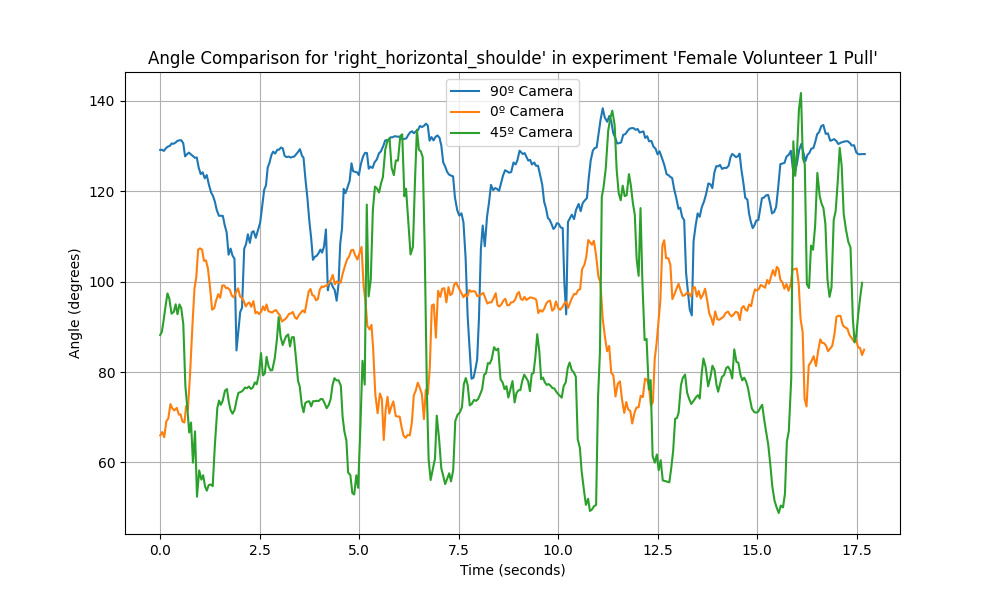 Angle Comparison for 'right_horizontal_shoulde' in experiment 'Female Volunteer 1 Pull'
90º Camera
0º Camera
45º Camera
140
120
100
80
60
Angle (degrees)
0.0 2.5 5.0 7.5 10.0 12.5 15.0 17.5
Time (seconds)